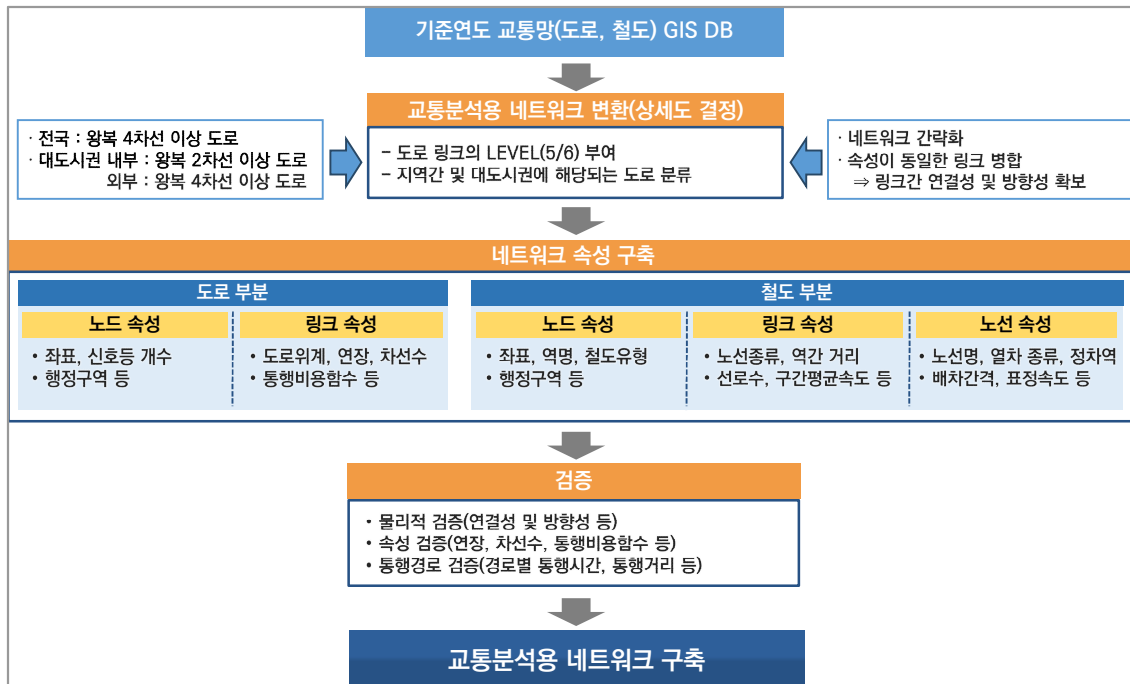 기준연도 교통망(도로, 철도) GIS DB
교통분석용 네트워크 변환(상세도 결정)
· 전국 : 왕복 4차선 이상 도로
· 대도시권 내부 : 왕복 2차선 이상 도로
외부 : 왕복 4차선 이상 도로
– 도로 링크의 LEVEL(5/6) 부여
– 지역간 및 대도시권에 해당되는 도로 분류
· 네트워크 간략화
· 속성이 동일한 링크 병합
⇒ 링크간 연결성 및 방향성 확보
네트워크 속성 구축
도로 부분
노드 속성
• 좌표, 신호등 개수
• 행정구역 등
링크 속성
• 도로위계, 연장, 차선수
• 통행비용함수 등
철도 부분
노드 속성
• 좌표, 역명, 철도유형
• 행정구역 등
링크 속성
• 노선종류, 역간 거리
• 선로수, 구간평균속도 등
노선 속성
• 노선명, 열차 종류, 정차역
• 배차간격, 표정속도 등
검증
• 물리적 검증(연결성 및 방향성 등)
• 속성 검증(연장, 차선수, 통행비용함수 등)
• 통행경로 검증(경로별 통행시간, 통행거리 등)
교통분석용 네트워크 구축